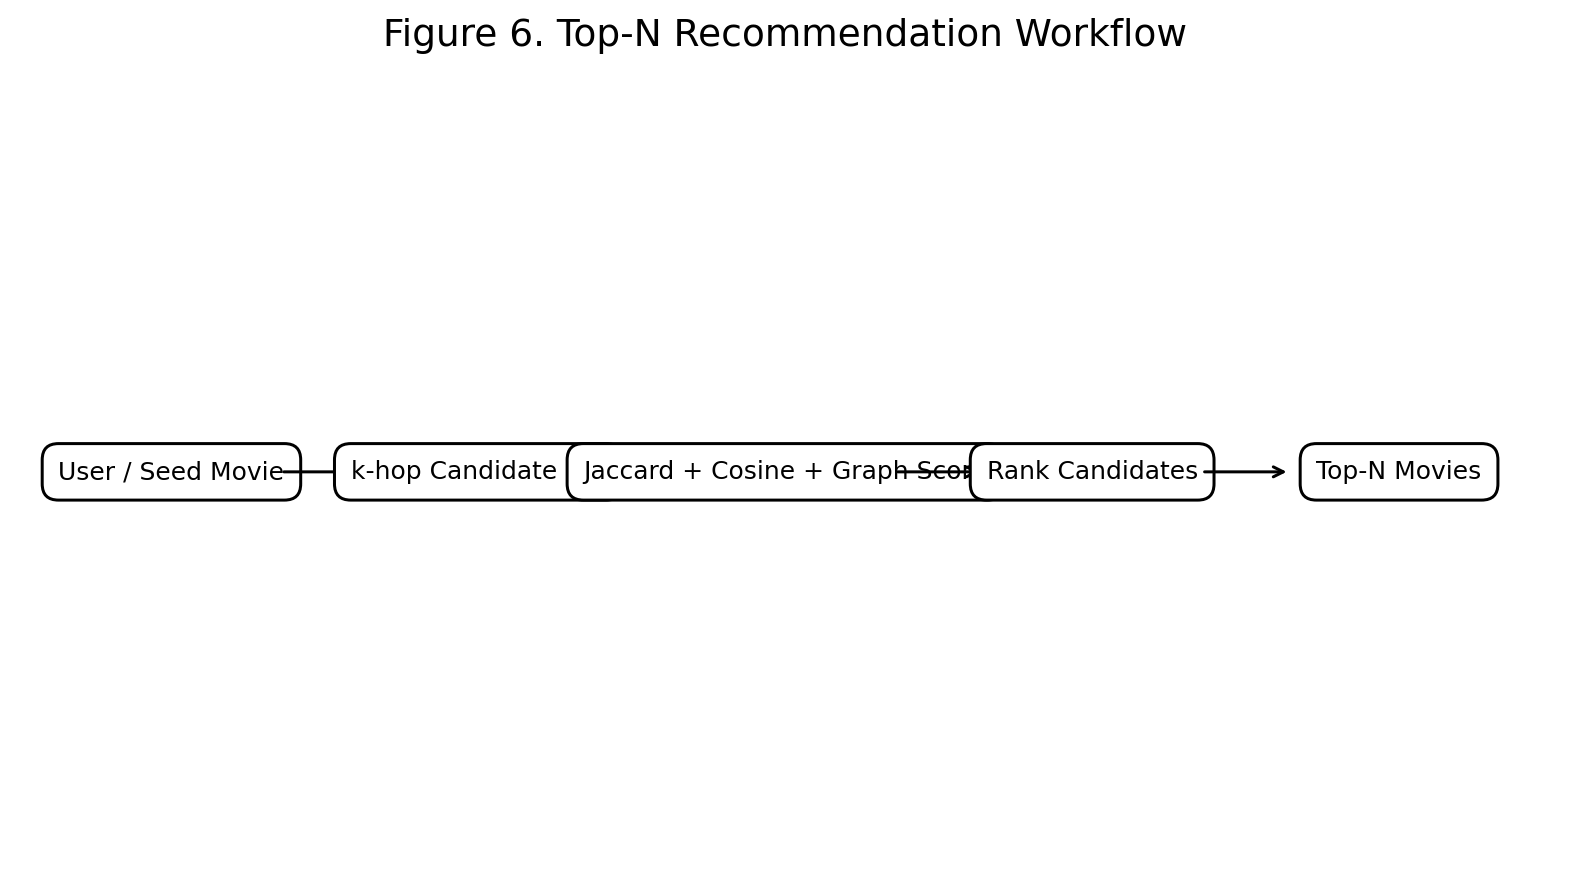 Figure 6. Top-N Recommendation Workflow
User / Seed Movie
k-hop Candidate
Jaccard + Cosine + Graph
Rank Candidates
Top-N Movies